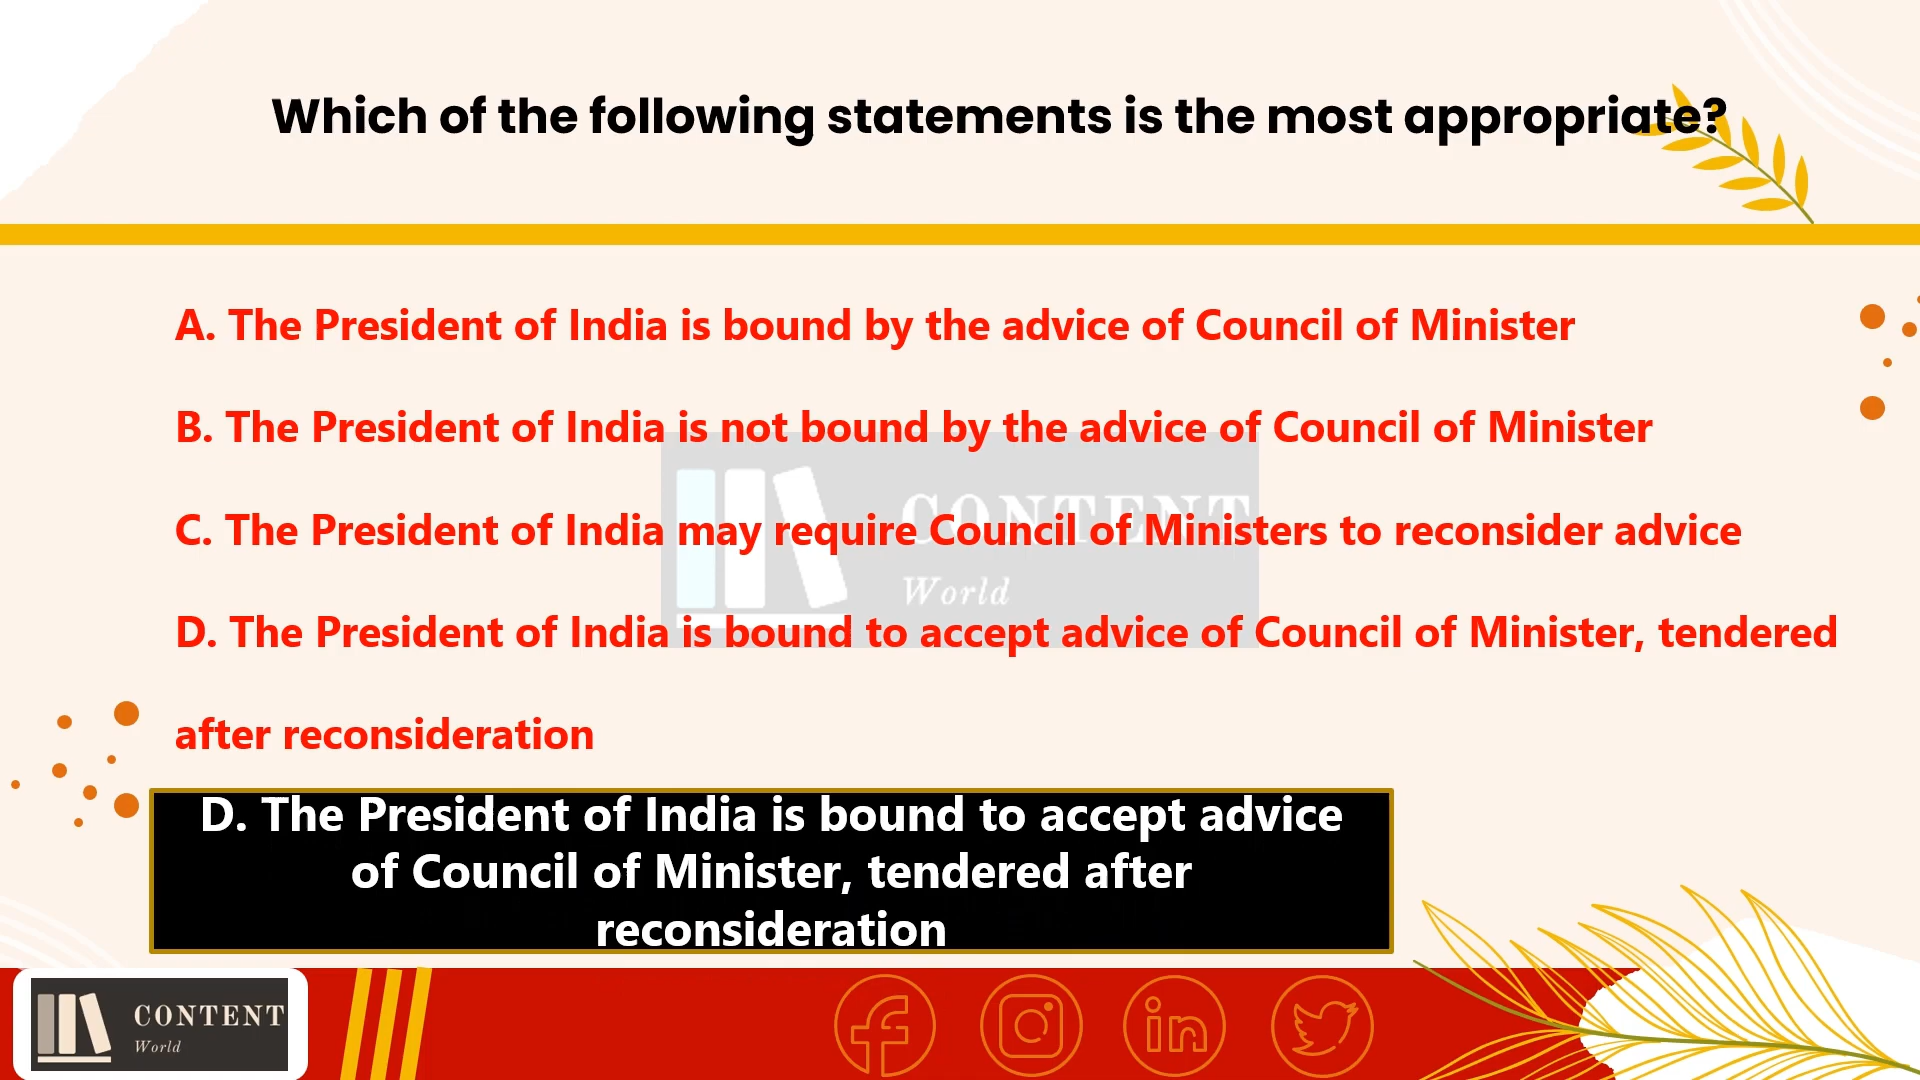 Which of the following statements is the most appropriate?
A. The President of India is bound by the advice of Council of Minister
B. The President of India is not bound by the advice of Council of Minister
C. The President of India may require Council of Ministers to reconsider advice
D. The President of India is bound to accept advice of Council of Minister, tendered
after reconsideration
CONTENT
World
D. The President of India is bound to accept advice
of Council of Minister, tendered after
reconsideration
CONTENT
World